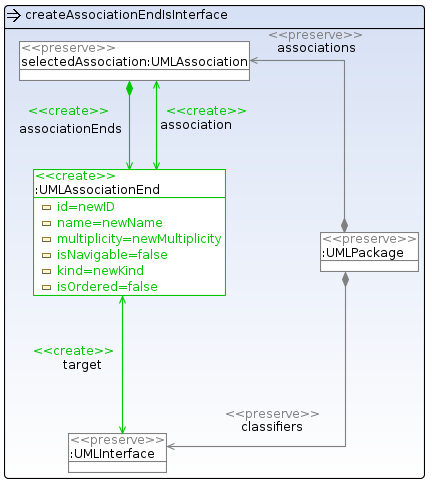 createAssociationEndIsInterface
<<preserve>>
associations
<<preserve>>
selectedAssociation:UMLAssociation
<<create>>
associationEnds
<<create>>
association
<<create>>
:UMLAssociationEnd
id=newID
name=newName
multiplicity=newMultiplicity
isNavigable=false
kind=newKind
isOrdered=false
<<preserve>>
:UMLPackage
<<create>>
target
<<preserve>>
classifiers
<<preserve>>
:UMLInterface